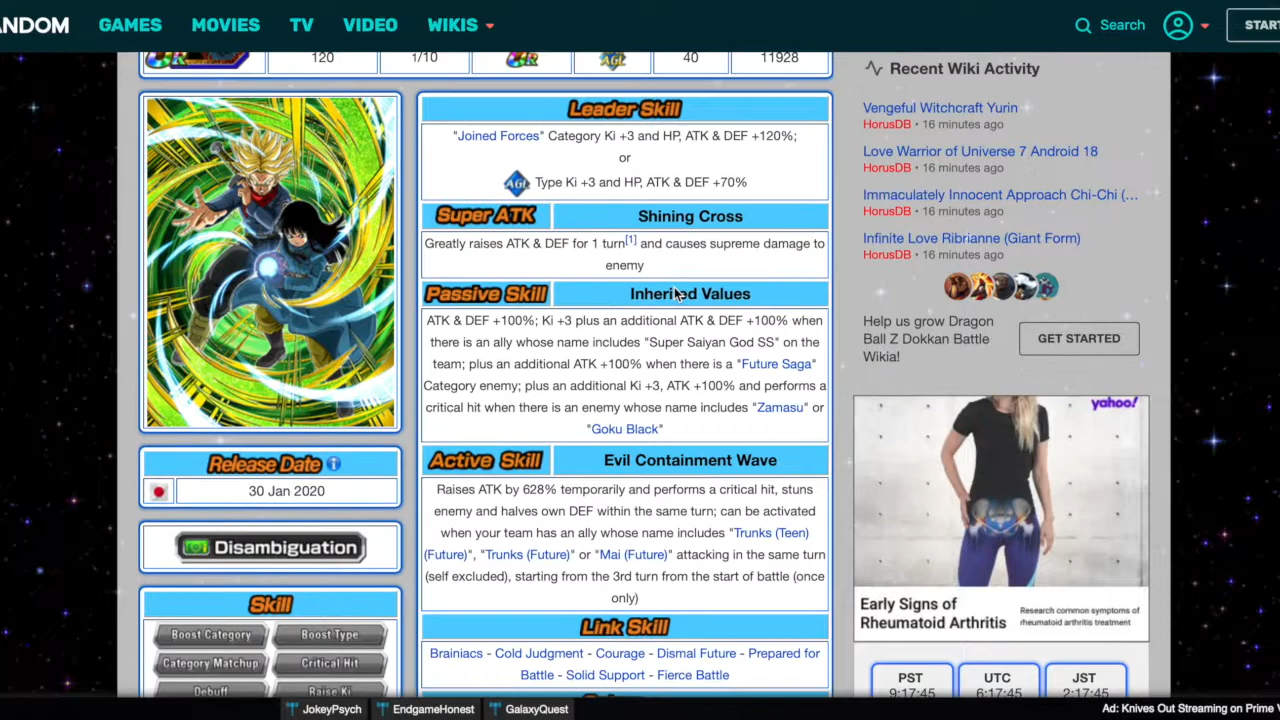 ANDOM GAMES MOVIES TV VIDEO WIKIS Search START
120 1/10 UR AGL 40 11928
Leader Skill
"Joined Forces" Category Ki +3 and HP, ATK & DEF +120%;
or
AGL Type Ki +3 and HP, ATK & DEF +70%
Super ATK Shining Cross
Greatly raises ATK & DEF for 1 turn[1] and causes supreme damage to
enemy
Passive Skill Inherited Values
ATK & DEF +100%; Ki +3 plus an additional ATK & DEF +100% when
there is an ally whose name includes "Super Saiyan God SS" on the
team; plus an additional ATK +100% when there is a "Future Saga"
Category enemy; plus an additional Ki +3, ATK +100% and performs a
critical hit when there is an enemy whose name includes "Zamasu" or
"Goku Black"
Active Skill Evil Containment Wave
Raises ATK by 628% temporarily and performs a critical hit, stuns
enemy and halves own DEF within the same turn; can be activated
when your team has an ally whose name includes "Trunks (Teen)
(Future)", "Trunks (Future)" or "Mai (Future)" attacking in the same turn
(self excluded), starting from the 3rd turn from the start of battle (once
only)
Link Skill
Brainiacs - Cold Judgment - Courage - Dismal Future - Prepared for
Battle - Solid Support - Fierce Battle
Release Date
30 Jan 2020
Disambiguation
Skill
Boost Category Boost Type
Category Matchup Critical Hit
Debuff Raise Ki
Recent Wiki Activity
Vengeful Witchcraft Yurin
HorusDB • 16 minutes ago
Love Warrior of Universe 7 Android 18
HorusDB • 16 minutes ago
Immaculately Innocent Approach Chi-Chi (…
HorusDB • 16 minutes ago
Infinite Love Ribrianne (Giant Form)
HorusDB • 16 minutes ago
Help us grow Dragon
Ball Z Dokkan Battle
Wikia!
GET STARTED
yahoo!
Early Signs of
Rheumatoid Arthritis
Research common symptoms of
rheumatoid arthritis treatment
PST UTC JST
9:17:45 6:17:45 2:17:45
JokeyPsych EndgameHonest GalaxyQuest Ad: Knives Out Streaming on Prime V